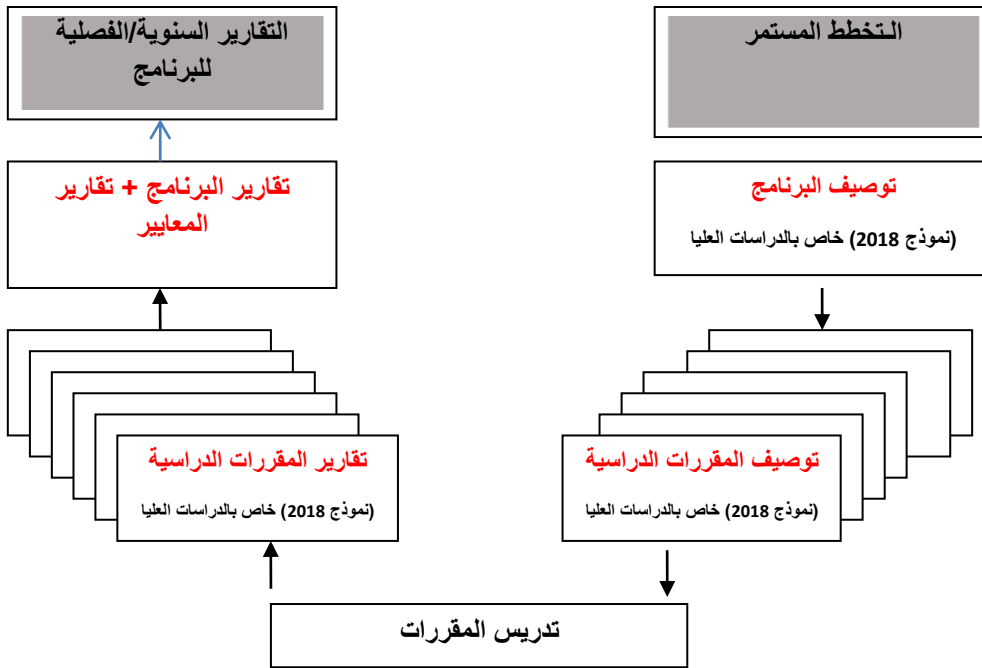 الـتخطط المستمر
التقارير السنوية/الفصلية
للبرنامج
توصيف البرنامج
(نموذج 2018) خاص بالدراسات العليا
تقارير البرنامج + تقارير
المعايير
توصيف المقررات الدراسية
(نموذج 2018) خاص بالدراسات العليا
تقارير المقررات الدراسية
(نموذج 2018) خاص بالدراسات العليا
تدريس المقررات